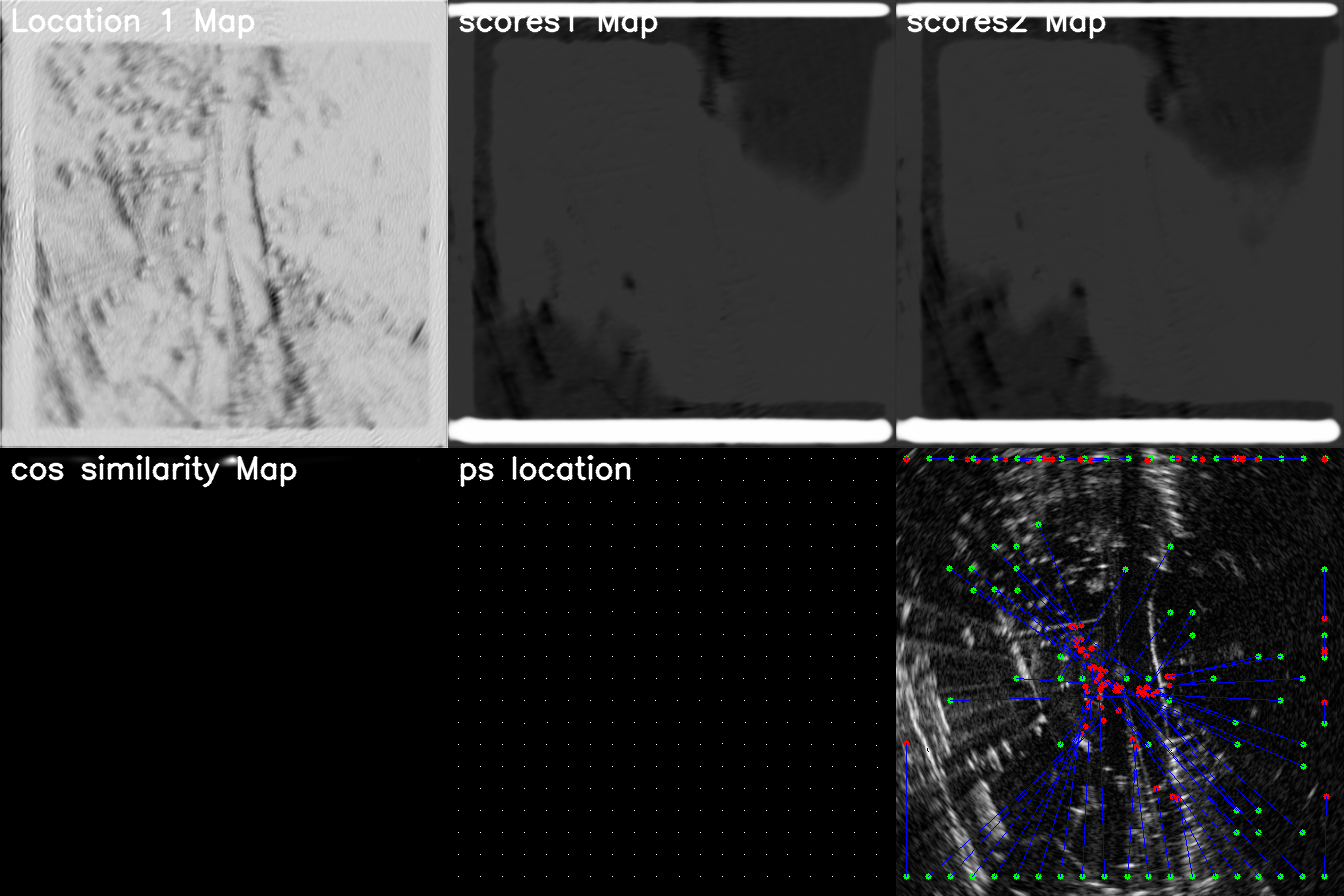 Location 1 Map
scores1 Map
scores2 Map
cos similarity Map
ps location